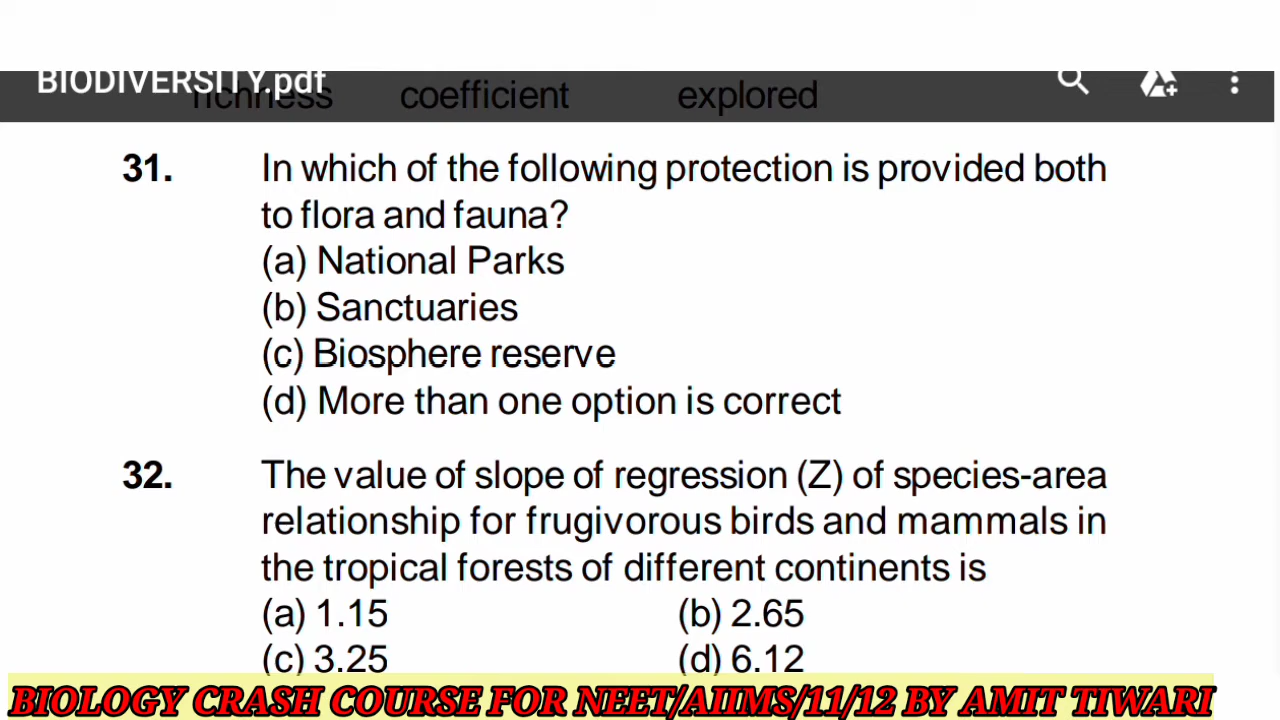 BIODIVERSITY.pdf
richness coefficient explored
31. In which of the following protection is provided both
to flora and fauna?
(a) National Parks
(b) Sanctuaries
(c) Biosphere reserve
(d) More than one option is correct
32. The value of slope of regression (Z) of species-area
relationship for frugivorous birds and mammals in
the tropical forests of different continents is
(a) 1.15 (b) 2.65
(c) 3.25 (d) 6.12
BIOLOGY CRASH COURSE FOR NEET/AIIMS/11/12 BY AMIT TIWARI